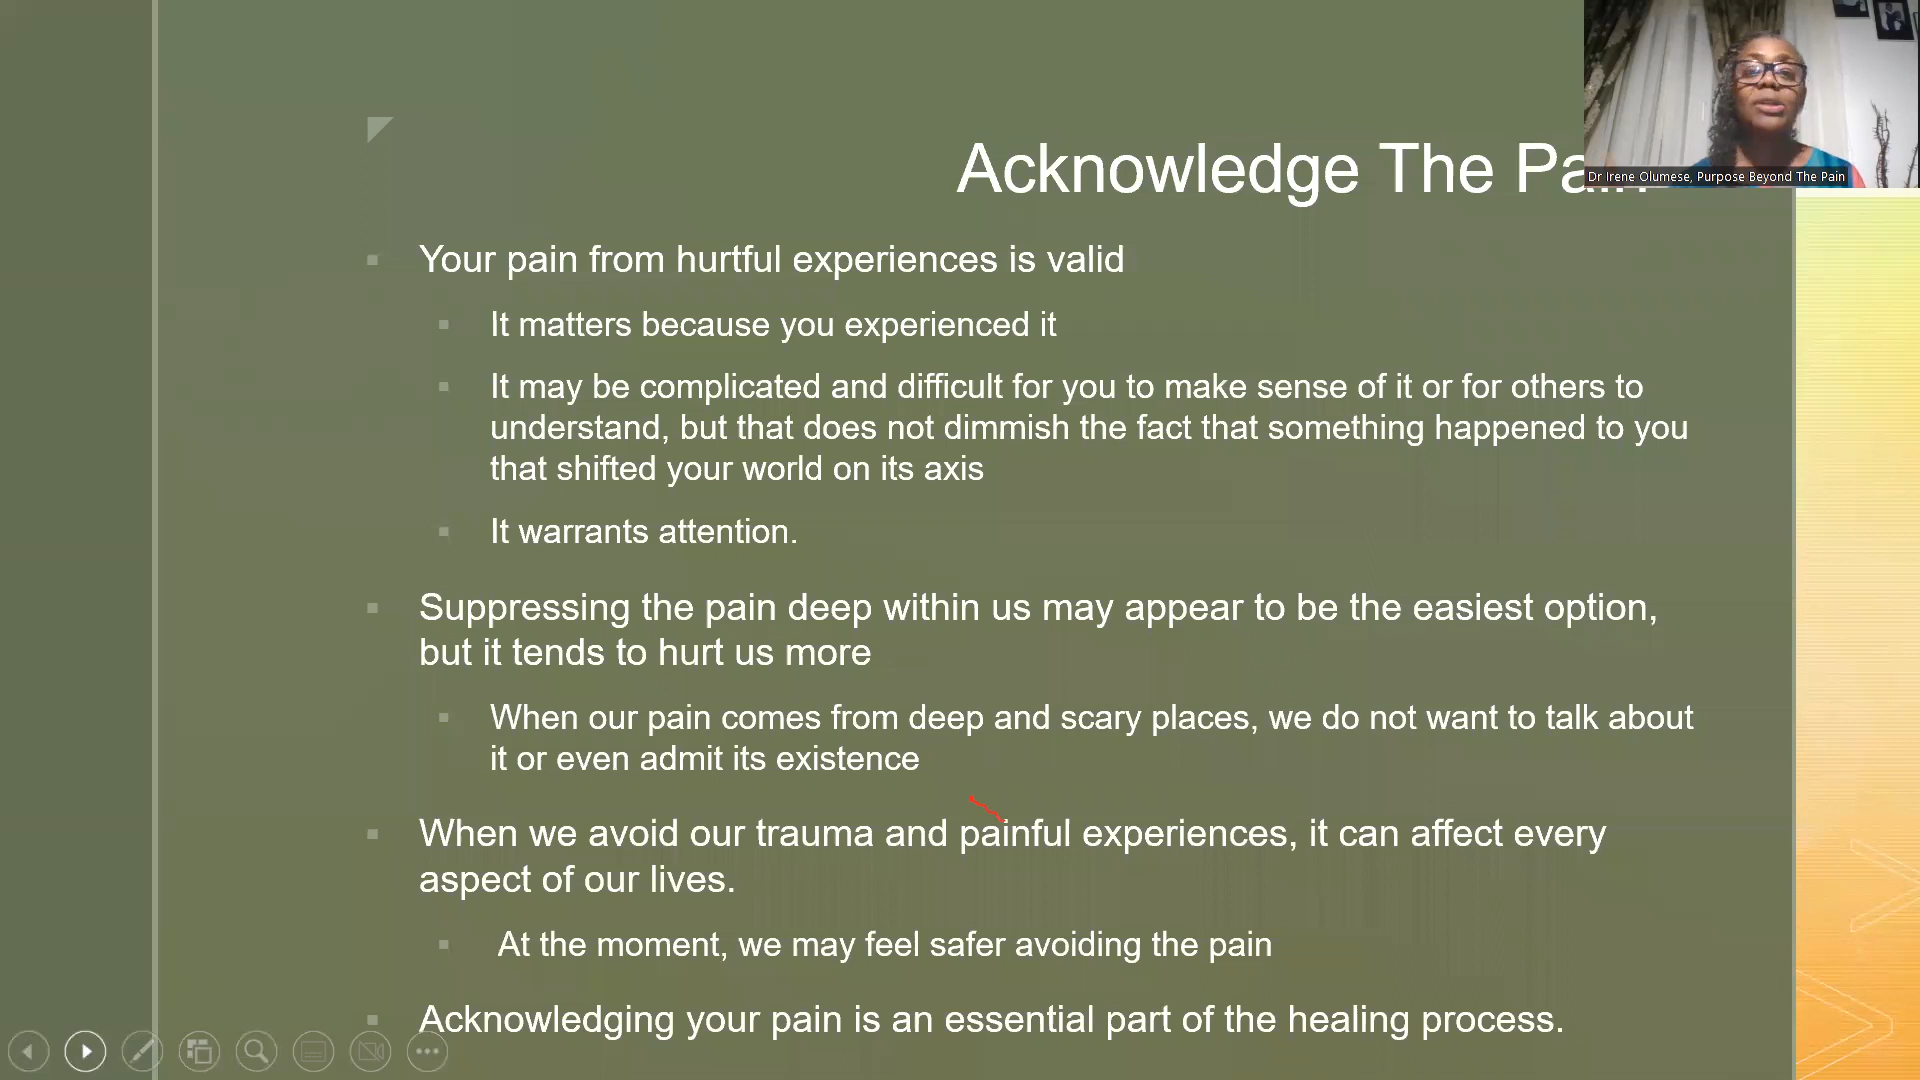 Acknowledge The Pain
Dr Irene Olumese, Purpose Beyond The Pain
Your pain from hurtful experiences is valid
It matters because you experienced it
It may be complicated and difficult for you to make sense of it or for others to
understand, but that does not dimmish the fact that something happened to you
that shifted your world on its axis
It warrants attention.
Suppressing the pain deep within us may appear to be the easiest option,
but it tends to hurt us more
When our pain comes from deep and scary places, we do not want to talk about
it or even admit its existence
When we avoid our trauma and painful experiences, it can affect every
aspect of our lives.
At the moment, we may feel safer avoiding the pain
Acknowledging your pain is an essential part of the healing process.